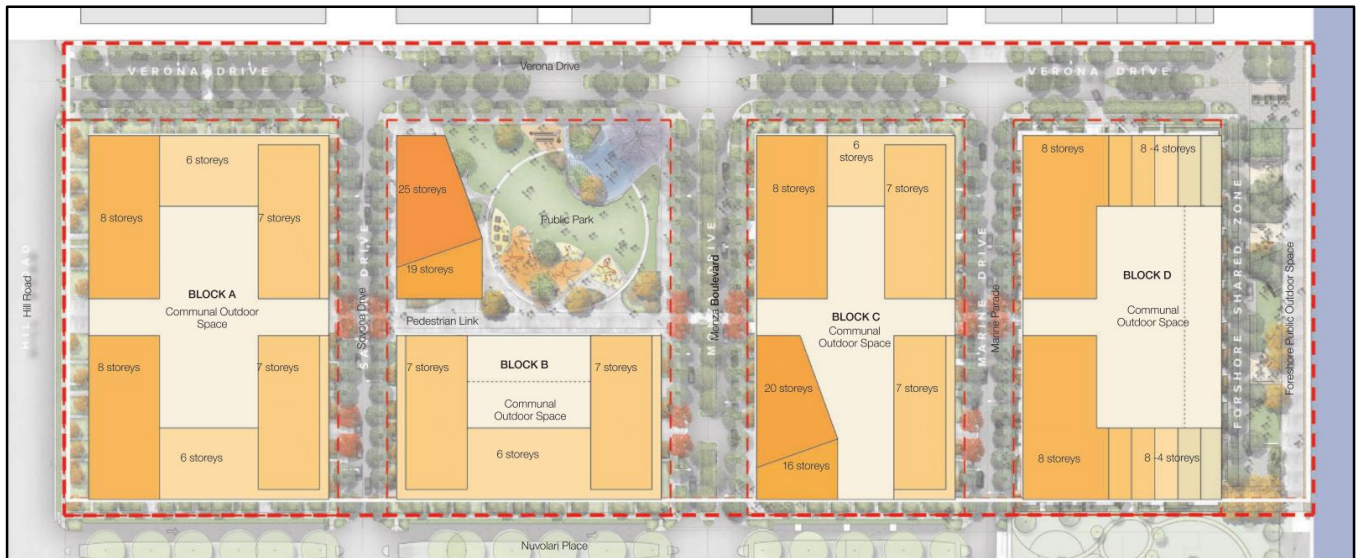 VERONA DRIVE
Verona Drive
VERONA DRIVE
6 storeys
8 storeys
7 storeys
BLOCK A
Communal Outdoor
Space
8 storeys
7 storeys
6 storeys
Hill Road
Savona Drive
25 storeys
19 storeys
Public Park
Pedestrian Link
7 storeys
BLOCK B
7 storeys
Communal
Outdoor Space
6 storeys
Monza Boulevard
6
storeys
8 storeys
7 storeys
BLOCK C
Communal
Outdoor Space
20 storeys
7 storeys
16 storeys
MARINE DRIVE
Marine Parade
8 storeys
8 -4 storeys
BLOCK D
Communal
Outdoor Space
8 storeys
8 -4 storeys
FORSHORE SHARED ZONE
Foreshore Public Outdoor Space
Nuvolari Place